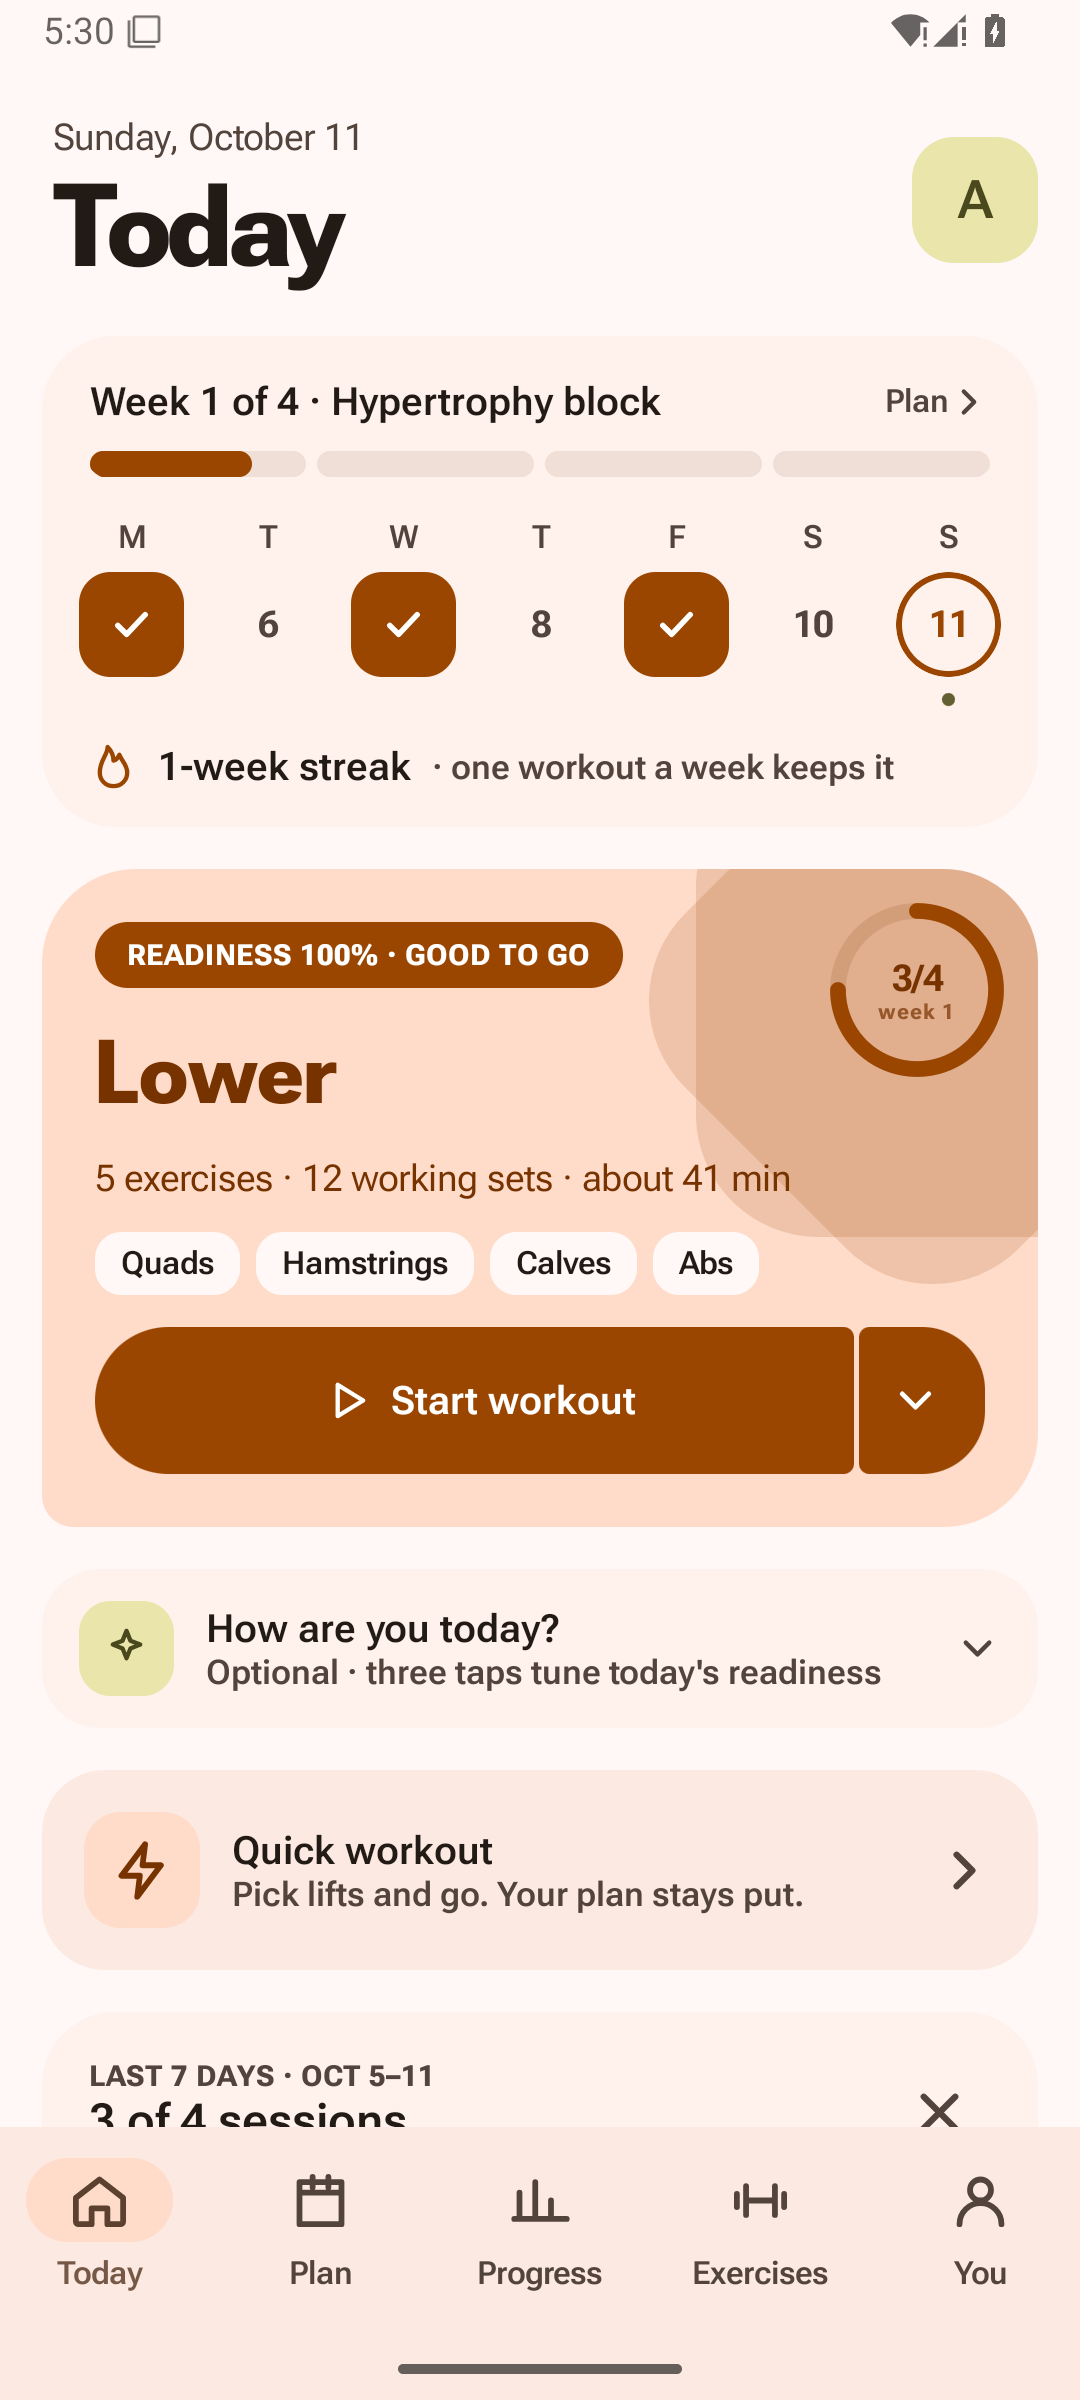 5:30
Sunday, October 11
Today
A
Week 1 of 4 · Hypertrophy block
Plan
M T W T F S S
6 8 10 11
1-week streak · one workout a week keeps it
READINESS 100% · GOOD TO GO
3/4
week 1
Lower
5 exercises · 12 working sets · about 41 min
Quads Hamstrings Calves Abs
Start workout
How are you today?
Optional · three taps tune today's readiness
Quick workout
Pick lifts and go. Your plan stays put.
LAST 7 DAYS · OCT 5–11
3 of 4 sessions
Today Plan Progress Exercises You